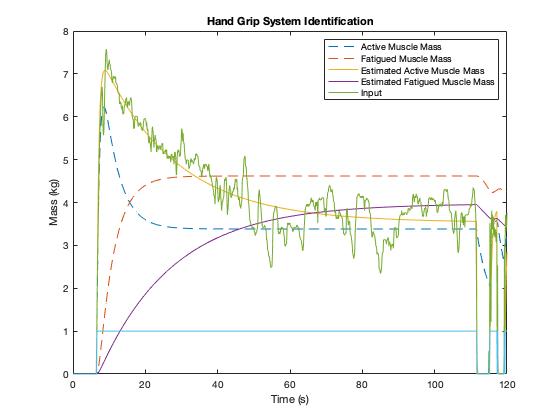 Hand Grip System Identification
8
7
6
5
4
3
2
1
0
Mass (kg)
Active Muscle Mass
Fatigued Muscle Mass
Estimated Active Muscle Mass
Estimated Fatigued Muscle Mass
Input
0
20
40
60
80
100
120
Time (s)